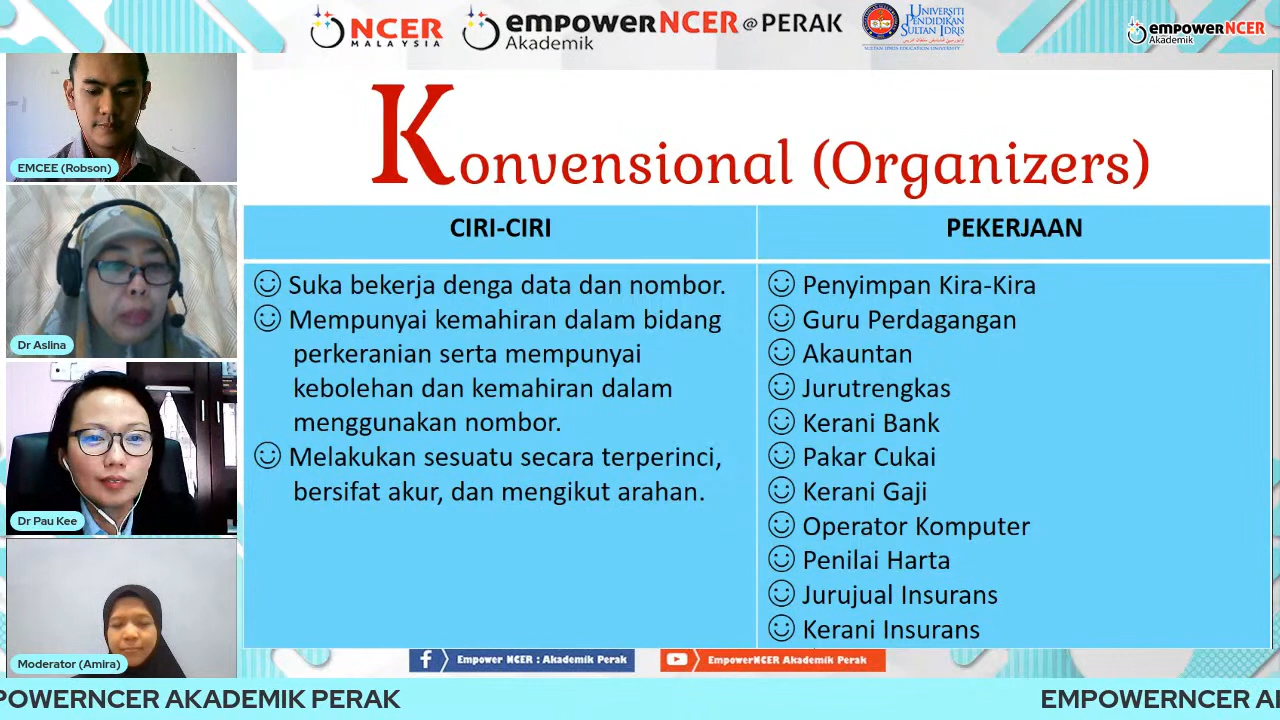 NCER
MALAYSIA
empowerNCER @ PERAK
Akademik
UNIVERSITI
PENDIDIKAN
SULTAN IDRIS
SULTAN IDRIS EDUCATION UNIVERSITY
empowerNCER
Akademik
EMCEE (Robson)
Dr Aslina
Dr Pau Kee
Moderator (Amira)
Konvensional (Organizers)
CIRI-CIRI
Suka bekerja denga data dan nombor.
Mempunyai kemahiran dalam bidang
perkeranian serta mempunyai
kebolehan dan kemahiran dalam
menggunakan nombor.
Melakukan sesuatu secara terperinci,
bersifat akur, dan mengikut arahan.
PEKERJAAN
Penyimpan Kira-Kira
Guru Perdagangan
Akauntan
Jurutrengkas
Kerani Bank
Pakar Cukai
Kerani Gaji
Operator Komputer
Penilai Harta
Jurujual Insurans
Kerani Insurans
Empower NCER : Akademik Perak
EmpowerNCER Akademik Perak
POWERNCER AKADEMIK PERAK
EMPOWERNCER A